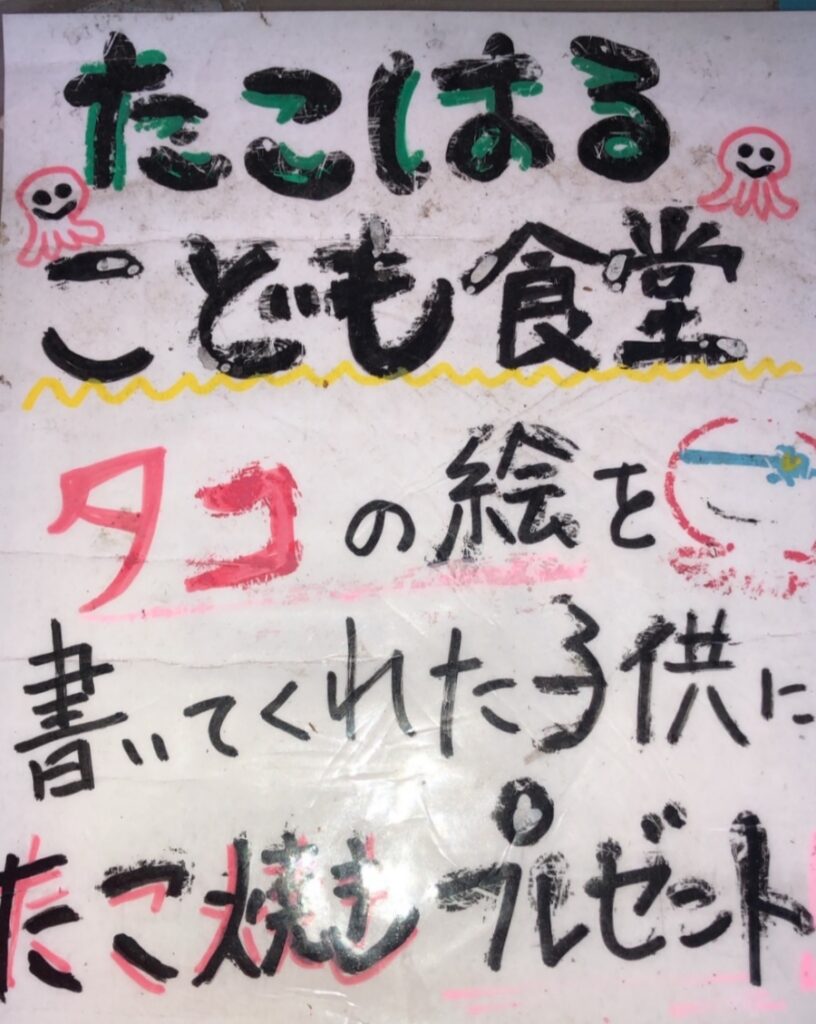 たこはる
こども食堂
タコの絵を
書いてくれた子供に
たこ焼きプレゼント